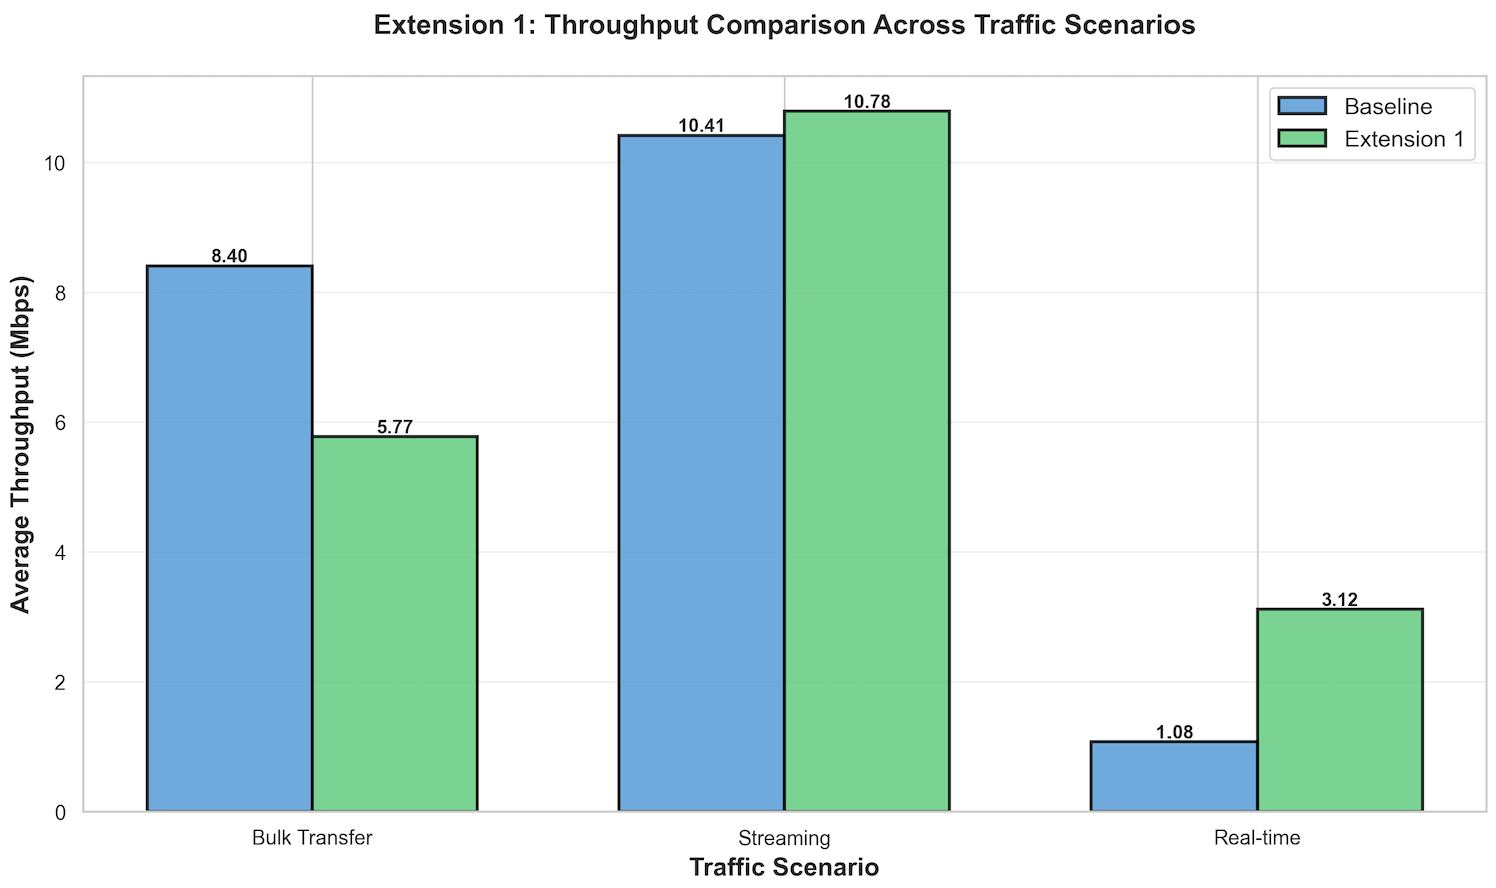 Extension 1: Throughput Comparison Across Traffic Scenarios
Baseline
Extension 1
Average Throughput (Mbps)
10
8
6
4
2
0
8.40
5.77
10.41
10.78
1.08
3.12
Bulk Transfer
Streaming
Real-time
Traffic Scenario